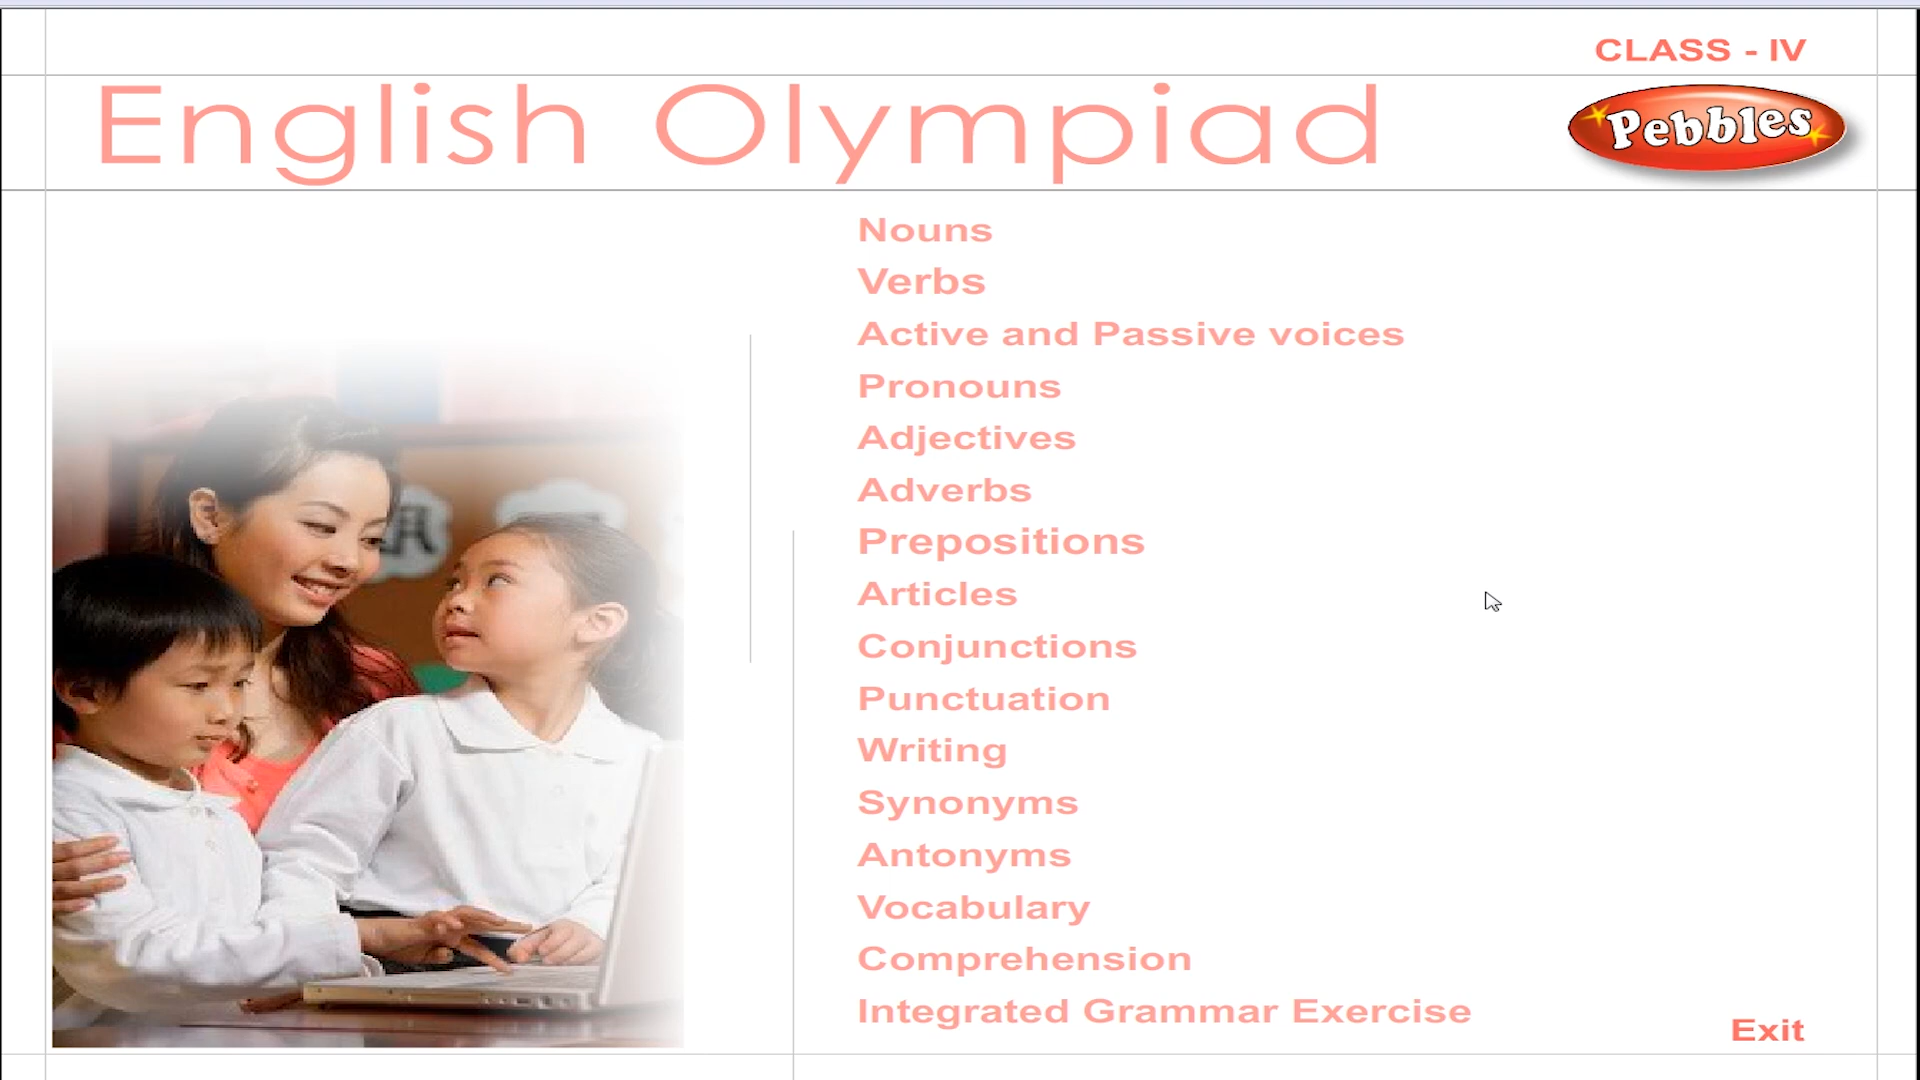 CLASS - IV
English Olympiad
Pebbles
Nouns
Verbs
Active and Passive voices
Pronouns
Adjectives
Adverbs
Prepositions
Articles
Conjunctions
Punctuation
Writing
Synonyms
Antonyms
Vocabulary
Comprehension
Integrated Grammar Exercise
Exit